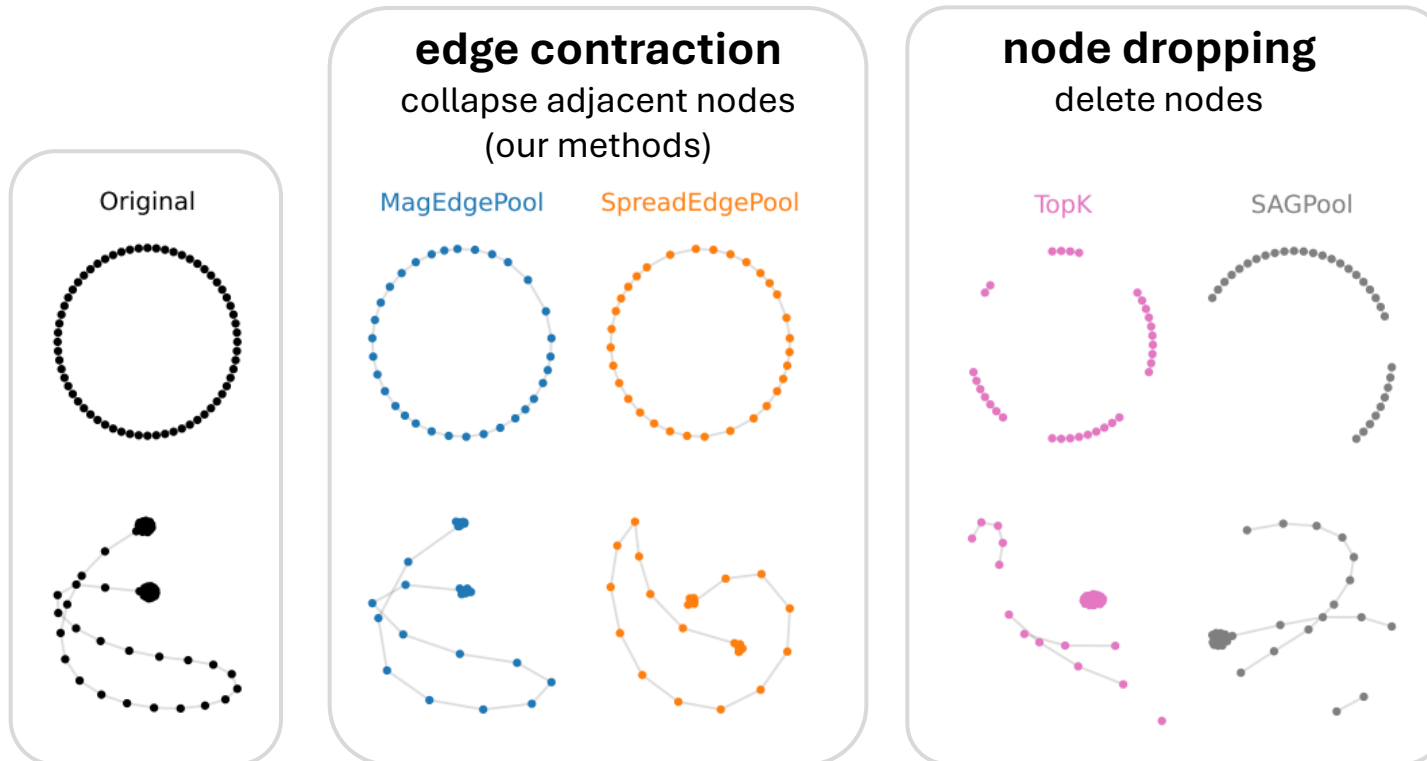 edge contraction
collapse adjacent nodes
(our methods)
node dropping
delete nodes
Original
MagEdgePool
SpreadEdgePool
TopK
SAGPool